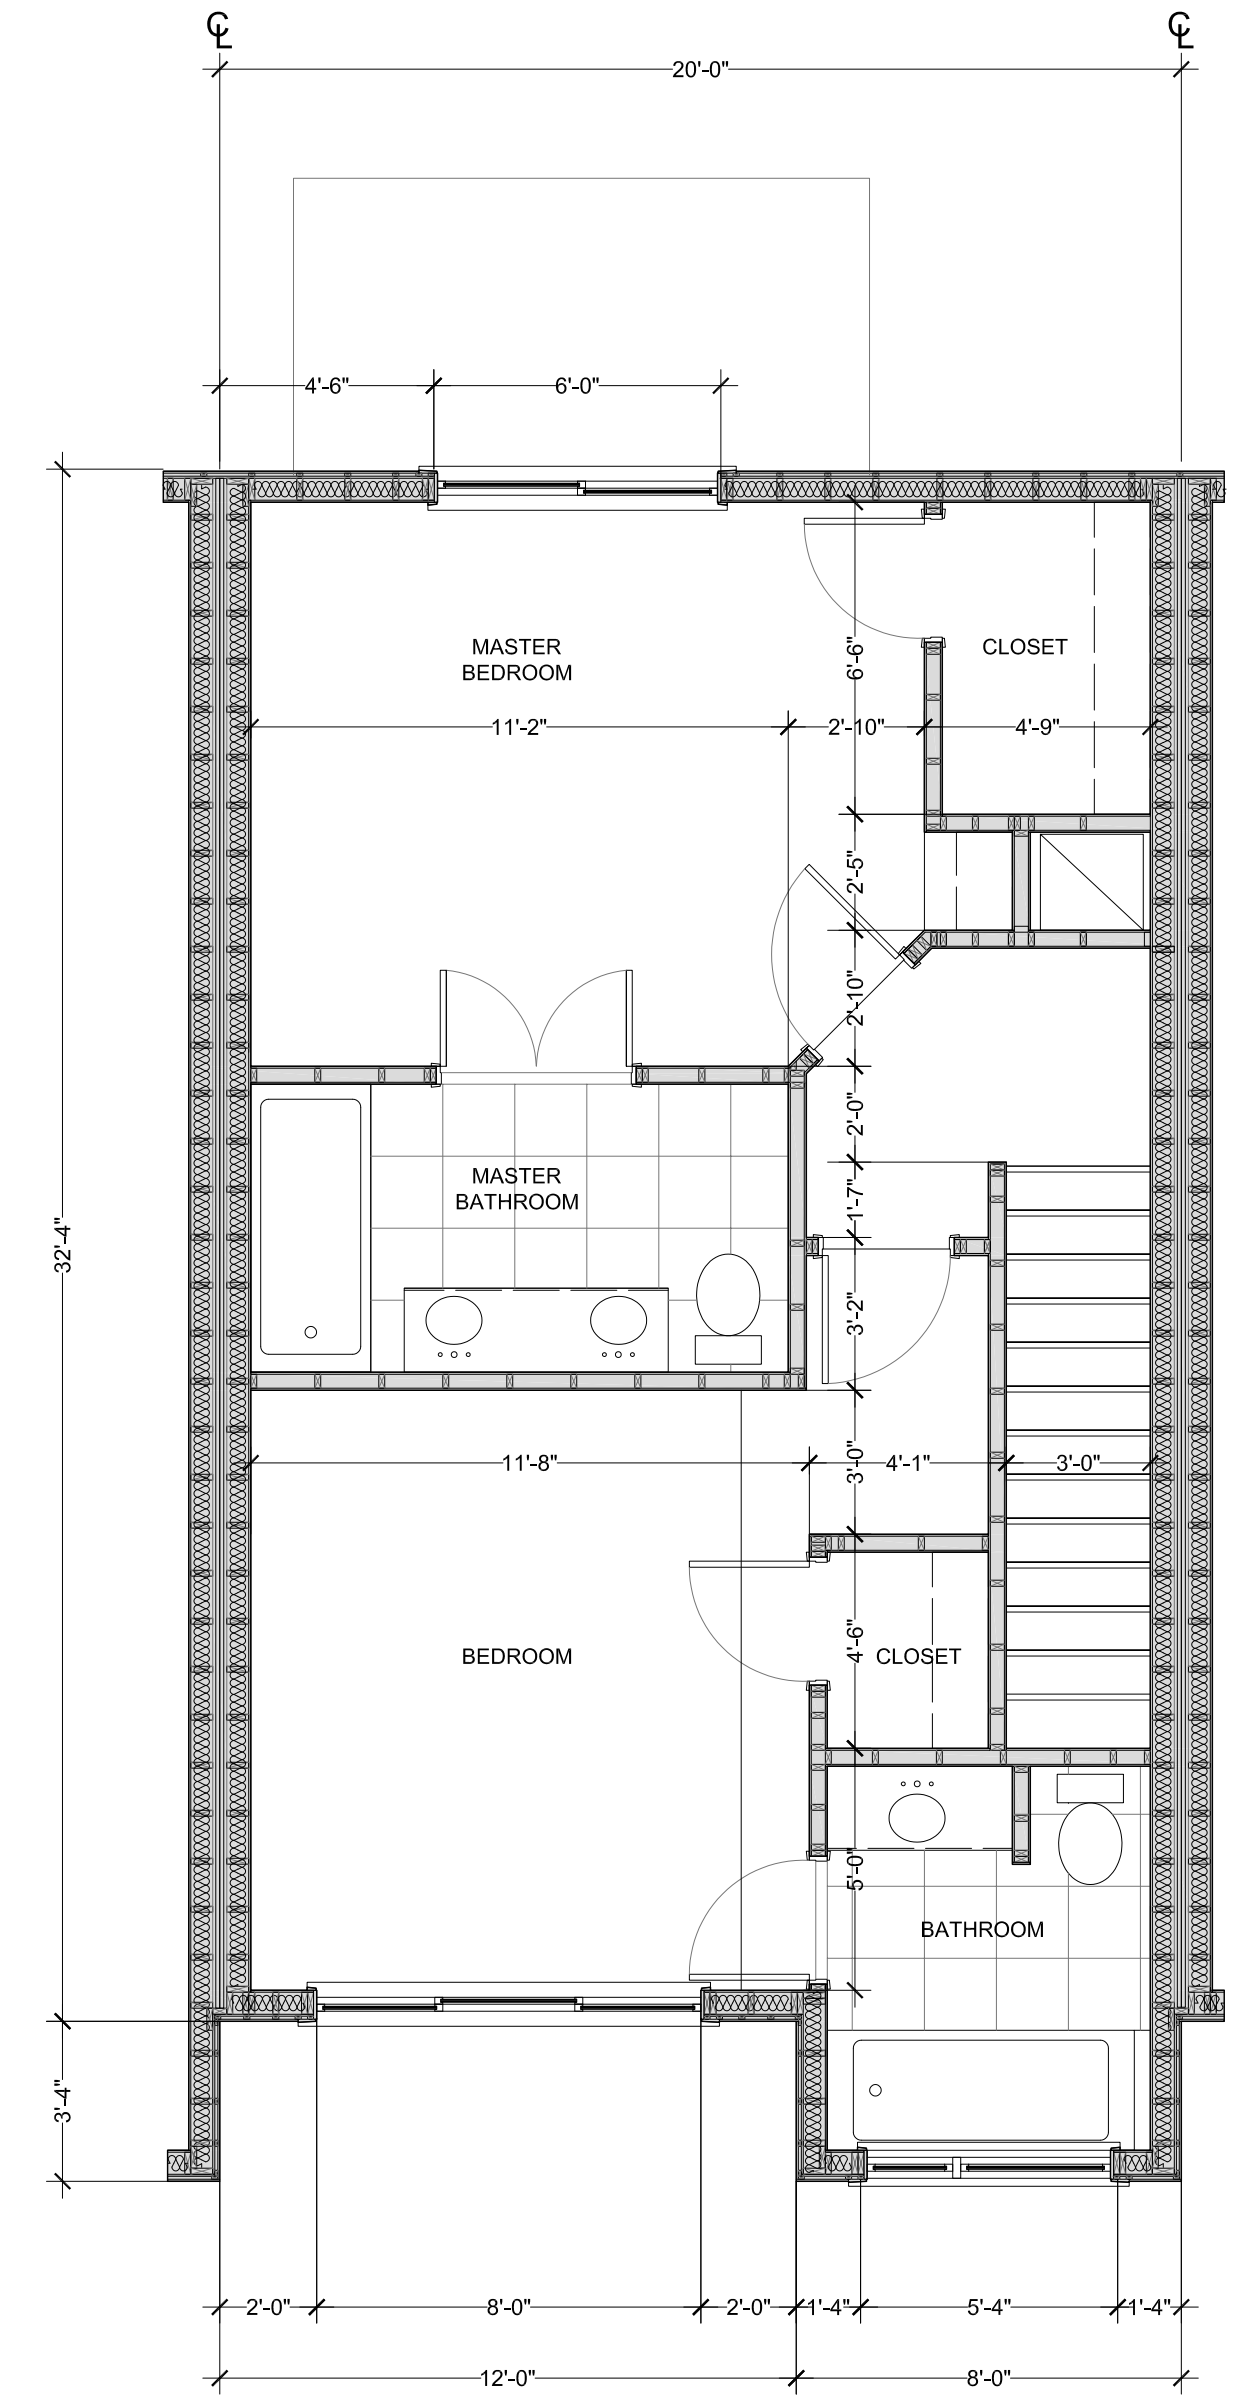 ℄ ℄
20'-0"
4'-6" 6'-0"
MASTER
BEDROOM
CLOSET
6'-6"
11'-2" 2'-10" 4'-9"
2'-5"
2'-10"
2'-0"
MASTER
BATHROOM
1'-7"
32'-4"
3'-2"
11'-8" 3'-0" 4'-1" 3'-0"
BEDROOM
4'-6"
CLOSET
5'-0"
BATHROOM
3'-4"
2'-0" 8'-0" 2'-0" 1'-4" 5'-4" 1'-4"
12'-0" 8'-0"